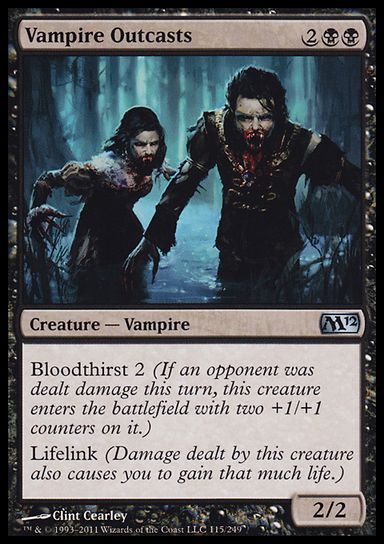 Vampire Outcasts 2
Creature — Vampire
M12
Bloodthirst 2 (If an opponent was
dealt damage this turn, this creature
enters the battlefield with two +1/+1
counters on it.)
Lifelink (Damage dealt by this creature
also causes you to gain that much life.)
2/2
Clint Cearley
™ & © 1993–2011 Wizards of the Coast LLC 115/249